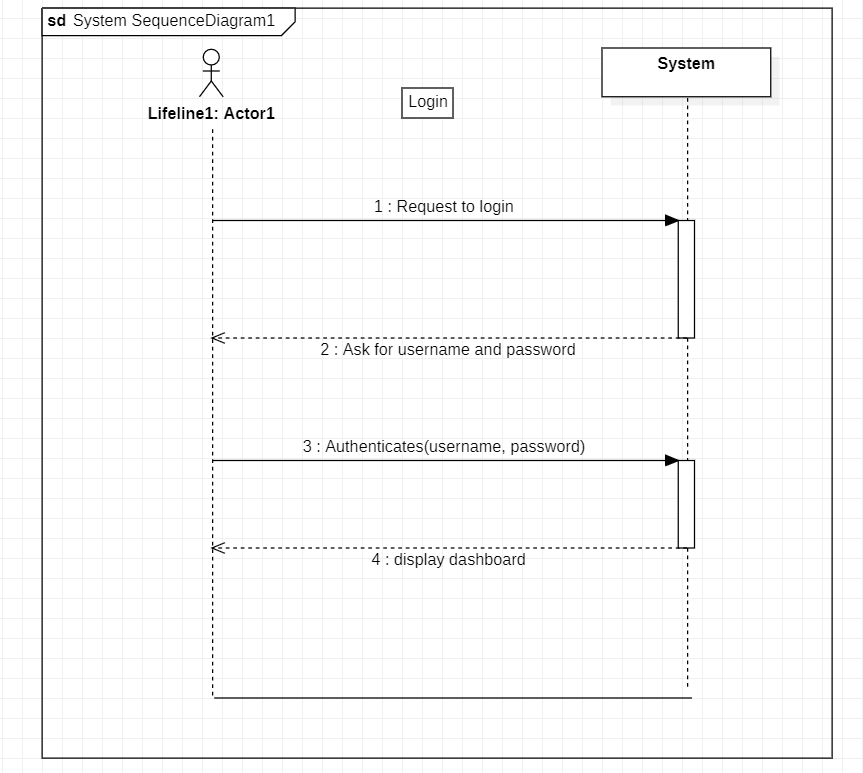 sd System SequenceDiagram1
Lifeline1: Actor1
Login
System
1 : Request to login
2 : Ask for username and password
3 : Authenticates(username, password)
4 : display dashboard